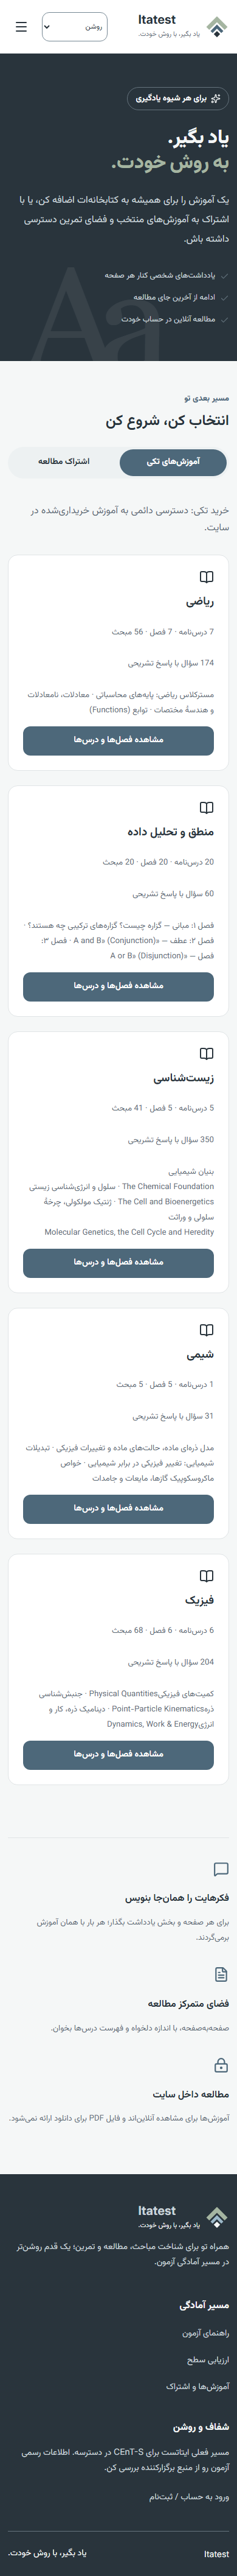 Itatest
یاد بگیر، با روش خودت.
روشن
برای هر شیوه یادگیری
یاد بگیر.
به روش خودت.
یک آموزش را برای همیشه به کتابخانه‌ات اضافه کن، یا با
اشتراک به آموزش‌های منتخب و فضای تمرین دسترسی
داشته باش.
یادداشت‌های شخصی کنار هر صفحه
ادامه از آخرین جای مطالعه
مطالعه آنلاین در حساب خودت
Aa
مسیر بعدی تو
انتخاب کن، شروع کن
آموزش‌های تکی
اشتراک مطالعه
خرید تکی: دسترسی دائمی به آموزش خریداری‌شده در
سایت.
ریاضی
7 درس‌نامه · 7 فصل · 56 مبحث
174 سؤال با پاسخ تشریحی
مسترکلاس ریاضی: پایه‌های محاسباتی · معادلات، نامعادلات
و هندسهٔ مختصات · توابع (Functions)
مشاهده فصل‌ها و درس‌ها
منطق و تحلیل داده
20 درس‌نامه · 20 فصل · 20 مبحث
60 سؤال با پاسخ تشریحی
فصل ۱: مبانی — گزاره چیست؟ گزاره‌های ترکیبی چه هستند؟ ·
فصل ۲: عطف — «A and B» (Conjunction) · فصل ۳:
فصل — «A or B» (Disjunction)
مشاهده فصل‌ها و درس‌ها
زیست‌شناسی
5 درس‌نامه · 5 فصل · 41 مبحث
350 سؤال با پاسخ تشریحی
بنیان شیمیایی
The Chemical Foundation · سلول و انرژی‌شناسی زیستی
The Cell and Bioenergetics · ژنتیک مولکولی، چرخهٔ
سلولی و وراثت
Molecular Genetics, the Cell Cycle and Heredity
مشاهده فصل‌ها و درس‌ها
شیمی
1 درس‌نامه · 5 فصل · 5 مبحث
31 سؤال با پاسخ تشریحی
مدل ذره‌ای ماده، حالت‌های ماده و تغییرات فیزیکی · تبدیلات
شیمیایی: تغییر فیزیکی در برابر شیمیایی · خواص
ماکروسکوپیک گازها، مایعات و جامدات
مشاهده فصل‌ها و درس‌ها
فیزیک
6 درس‌نامه · 6 فصل · 68 مبحث
204 سؤال با پاسخ تشریحی
کمیت‌های فیزیکیPhysical Quantities · جنبش‌شناسی
ذرهPoint-Particle Kinematics · دینامیک ذره، کار و
انرژیDynamics, Work & Energy
مشاهده فصل‌ها و درس‌ها
فکرهایت را همان‌جا بنویس
برای هر صفحه و بخش یادداشت بگذار؛ هر بار با همان آموزش
برمی‌گردند.
فضای متمرکز مطالعه
صفحه‌به‌صفحه، با اندازه دلخواه و فهرست درس‌ها بخوان.
مطالعه داخل سایت
آموزش‌ها برای مشاهده آنلاین‌اند و فایل PDF برای دانلود ارائه نمی‌شود.
Itatest
یاد بگیر، با روش خودت.
همراه تو برای شناخت مباحث، مطالعه و تمرین؛ یک قدم روشن‌تر
در مسیر آمادگی آزمون.
مسیر آمادگی
راهنمای آزمون
ارزیابی سطح
آموزش‌ها و اشتراک
شفاف و روشن
مسیر فعلی ایتاتست برای CEnT-S در دسترسه. اطلاعات رسمی
آزمون رو از منبع برگزارکننده بررسی کن.
ورود به حساب / ثبت‌نام
Itatest
یاد بگیر، با روش خودت.